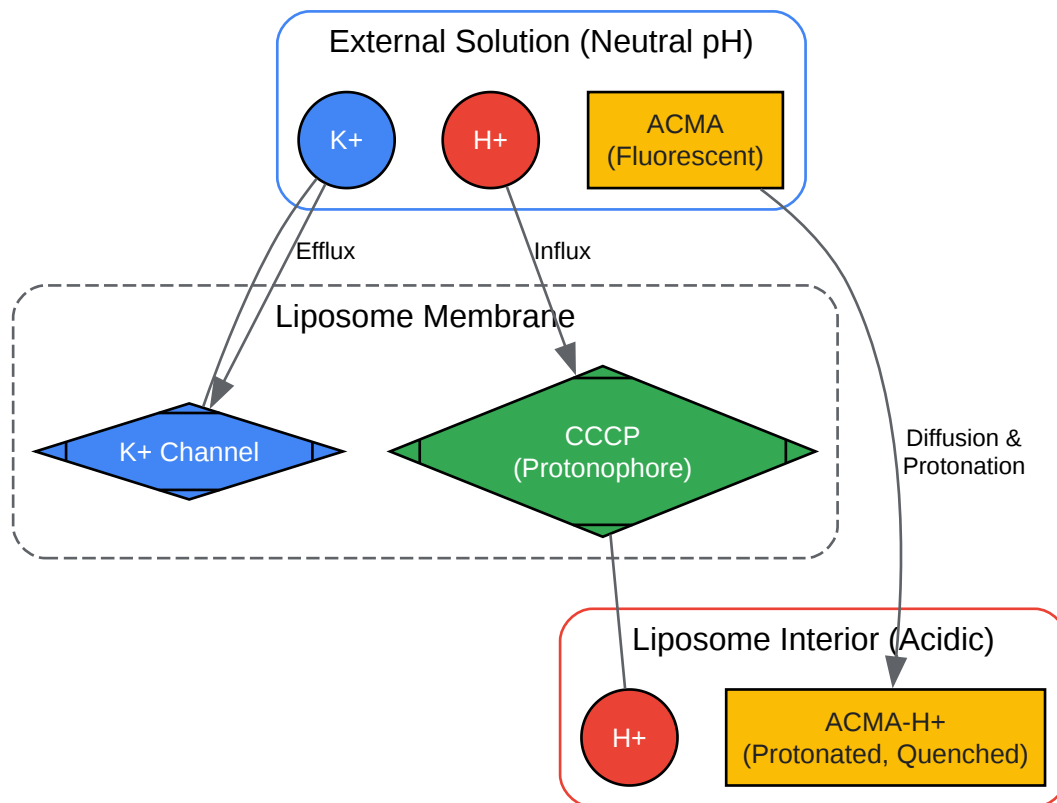 External Solution (Neutral pH)
K+
H+
ACMA
(Fluorescent)
Efflux
Influx
Liposome Membrane
K+ Channel
CCCP
(Protonophore)
Diffusion &
Protonation
Liposome Interior (Acidic)
H+
ACMA-H+
(Protonated, Quenched)